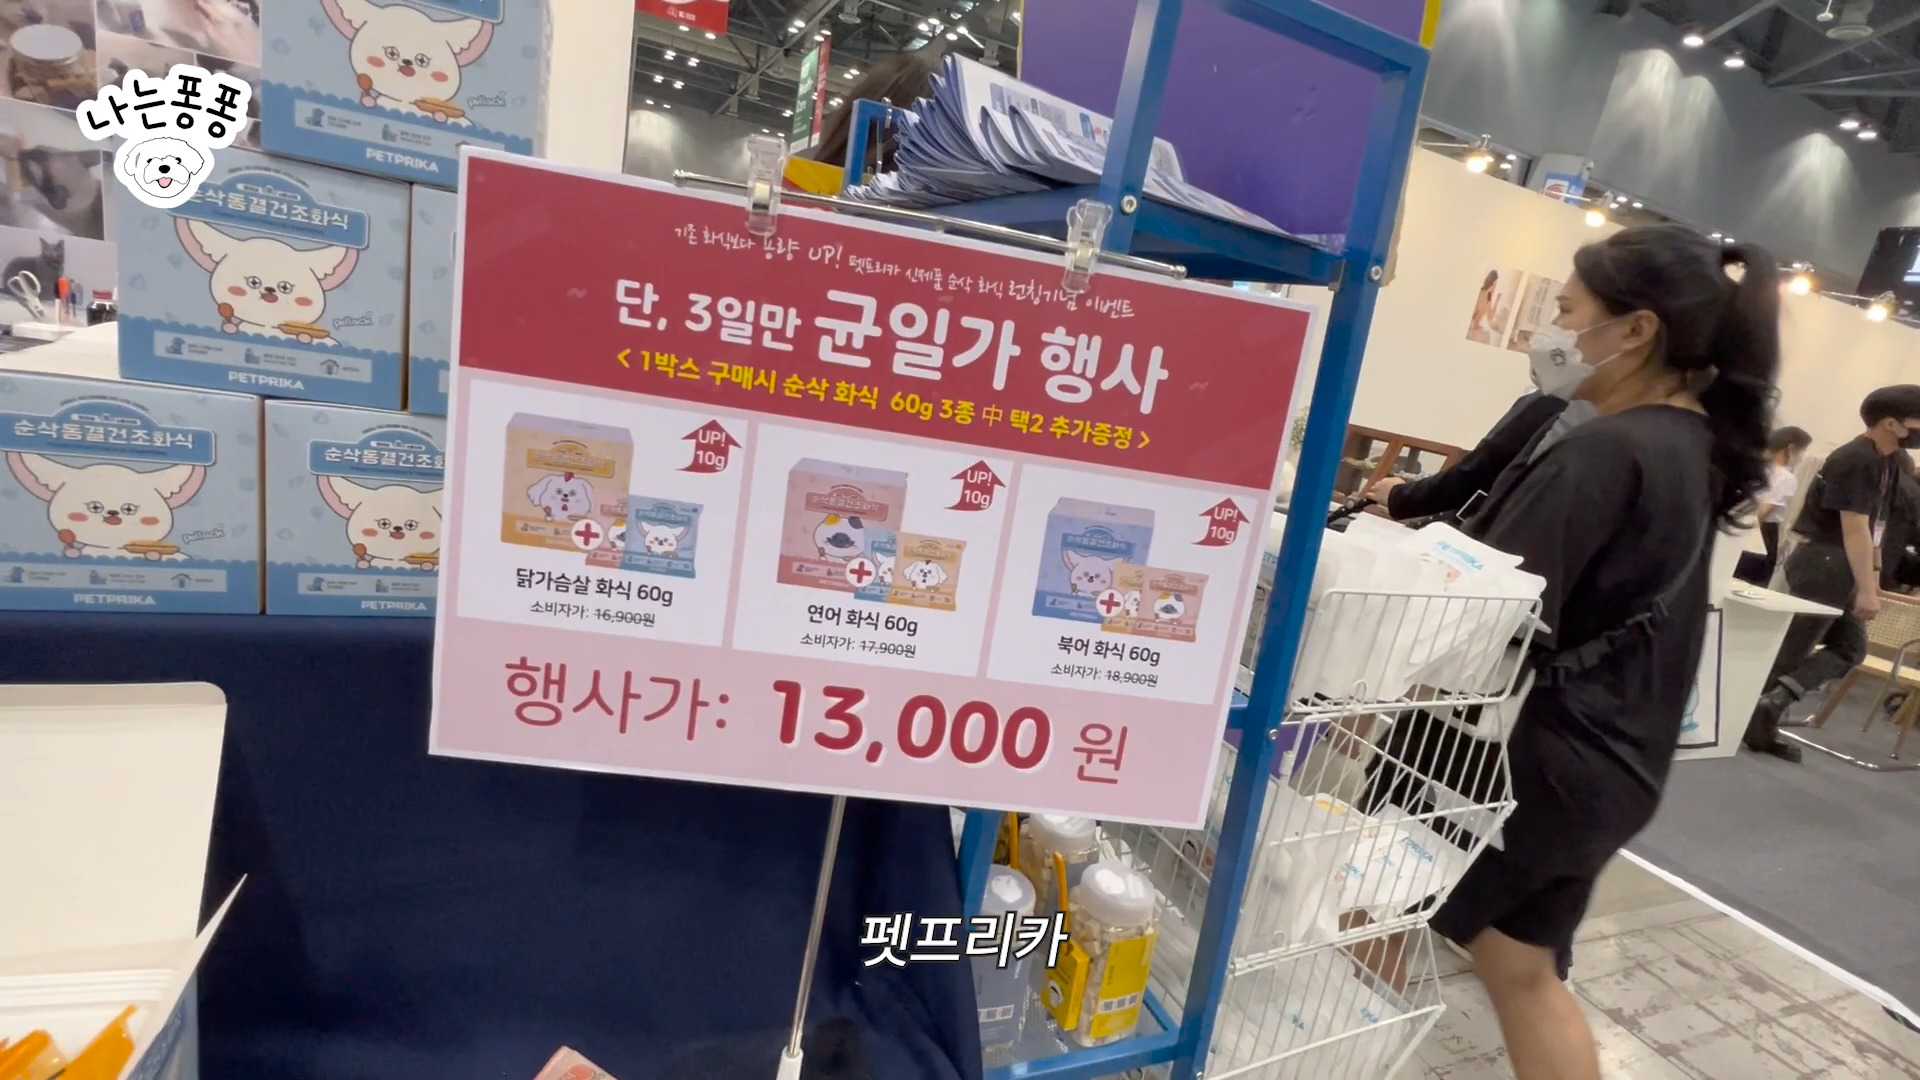 나는퐁퐁
pollack
PETPRIKA
순삭동결건조화식
pollack
PETPRIKA
순삭동결건조화식
pollack
PETPRIKA
순삭동결건조화
PETPRIKA
기존 화식보다 용량 UP! 펫프리카 신제품 순삭 화식 런칭기념 이벤트
단, 3일만 균일가 행사
< 1박스 구매시 순삭 화식 60g 3종 中 택2 추가증정 >
UP!
10g
닭가슴살 화식 60g
소비자가: 16,900원
UP!
10g
연어 화식 60g
소비자가: 17,900원
UP!
10g
북어 화식 60g
소비자가: 18,900원
행사가: 13,000 원
PETPRIKA
펫프리카